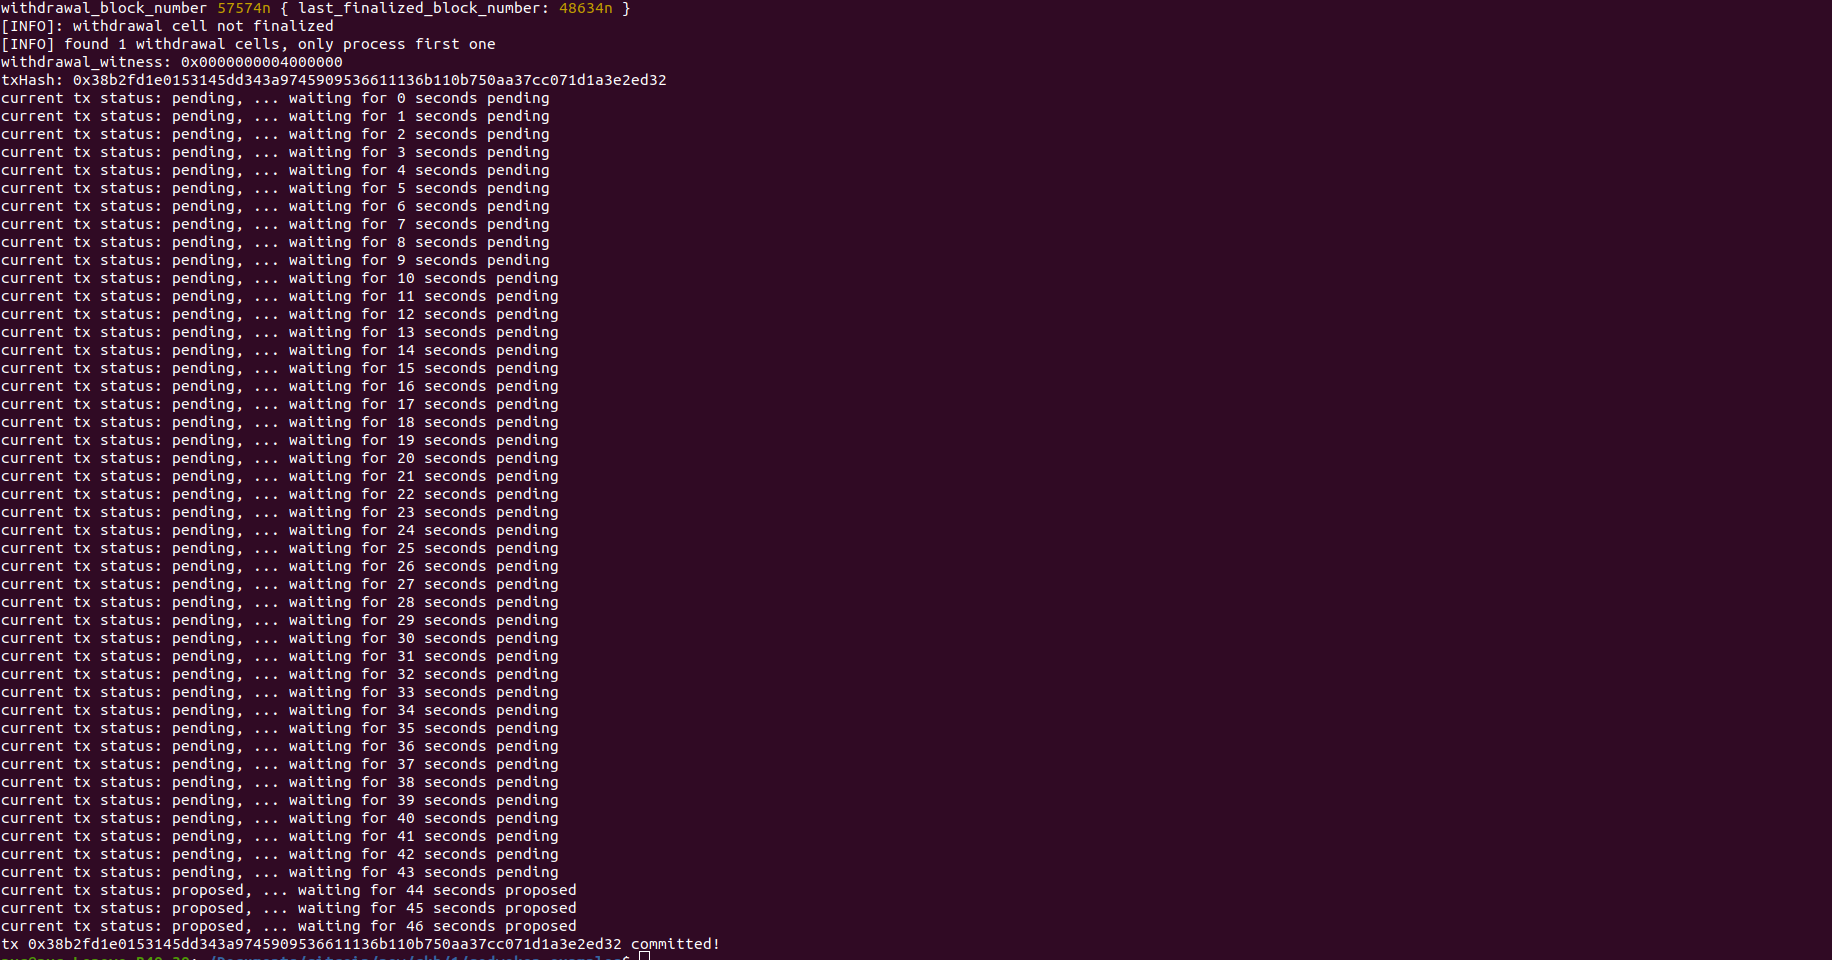 withdrawal_block_number 57574n { last_finalized_block_number: 48634n }
[INFO]: withdrawal cell not finalized
[INFO] found 1 withdrawal cells, only process first one
withdrawal_witness: 0x0000000004000000
txHash: 0x38b2fd1e0153145dd343a9745909536611136b110b750aa37cc071d1a3e2ed32
current tx status: pending, ... waiting for 0 seconds pending
current tx status: pending, ... waiting for 1 seconds pending
current tx status: pending, ... waiting for 2 seconds pending
current tx status: pending, ... waiting for 3 seconds pending
current tx status: pending, ... waiting for 4 seconds pending
current tx status: pending, ... waiting for 5 seconds pending
current tx status: pending, ... waiting for 6 seconds pending
current tx status: pending, ... waiting for 7 seconds pending
current tx status: pending, ... waiting for 8 seconds pending
current tx status: pending, ... waiting for 9 seconds pending
current tx status: pending, ... waiting for 10 seconds pending
current tx status: pending, ... waiting for 11 seconds pending
current tx status: pending, ... waiting for 12 seconds pending
current tx status: pending, ... waiting for 13 seconds pending
current tx status: pending, ... waiting for 14 seconds pending
current tx status: pending, ... waiting for 15 seconds pending
current tx status: pending, ... waiting for 16 seconds pending
current tx status: pending, ... waiting for 17 seconds pending
current tx status: pending, ... waiting for 18 seconds pending
current tx status: pending, ... waiting for 19 seconds pending
current tx status: pending, ... waiting for 20 seconds pending
current tx status: pending, ... waiting for 21 seconds pending
current tx status: pending, ... waiting for 22 seconds pending
current tx status: pending, ... waiting for 23 seconds pending
current tx status: pending, ... waiting for 24 seconds pending
current tx status: pending, ... waiting for 25 seconds pending
current tx status: pending, ... waiting for 26 seconds pending
current tx status: pending, ... waiting for 27 seconds pending
current tx status: pending, ... waiting for 28 seconds pending
current tx status: pending, ... waiting for 29 seconds pending
current tx status: pending, ... waiting for 30 seconds pending
current tx status: pending, ... waiting for 31 seconds pending
current tx status: pending, ... waiting for 32 seconds pending
current tx status: pending, ... waiting for 33 seconds pending
current tx status: pending, ... waiting for 34 seconds pending
current tx status: pending, ... waiting for 35 seconds pending
current tx status: pending, ... waiting for 36 seconds pending
current tx status: pending, ... waiting for 37 seconds pending
current tx status: pending, ... waiting for 38 seconds pending
current tx status: pending, ... waiting for 39 seconds pending
current tx status: pending, ... waiting for 40 seconds pending
current tx status: pending, ... waiting for 41 seconds pending
current tx status: pending, ... waiting for 42 seconds pending
current tx status: pending, ... waiting for 43 seconds pending
current tx status: proposed, ... waiting for 44 seconds proposed
current tx status: proposed, ... waiting for 45 seconds proposed
current tx status: proposed, ... waiting for 46 seconds proposed
tx 0x38b2fd1e0153145dd343a9745909536611136b110b750aa37cc071d1a3e2ed32 committed!